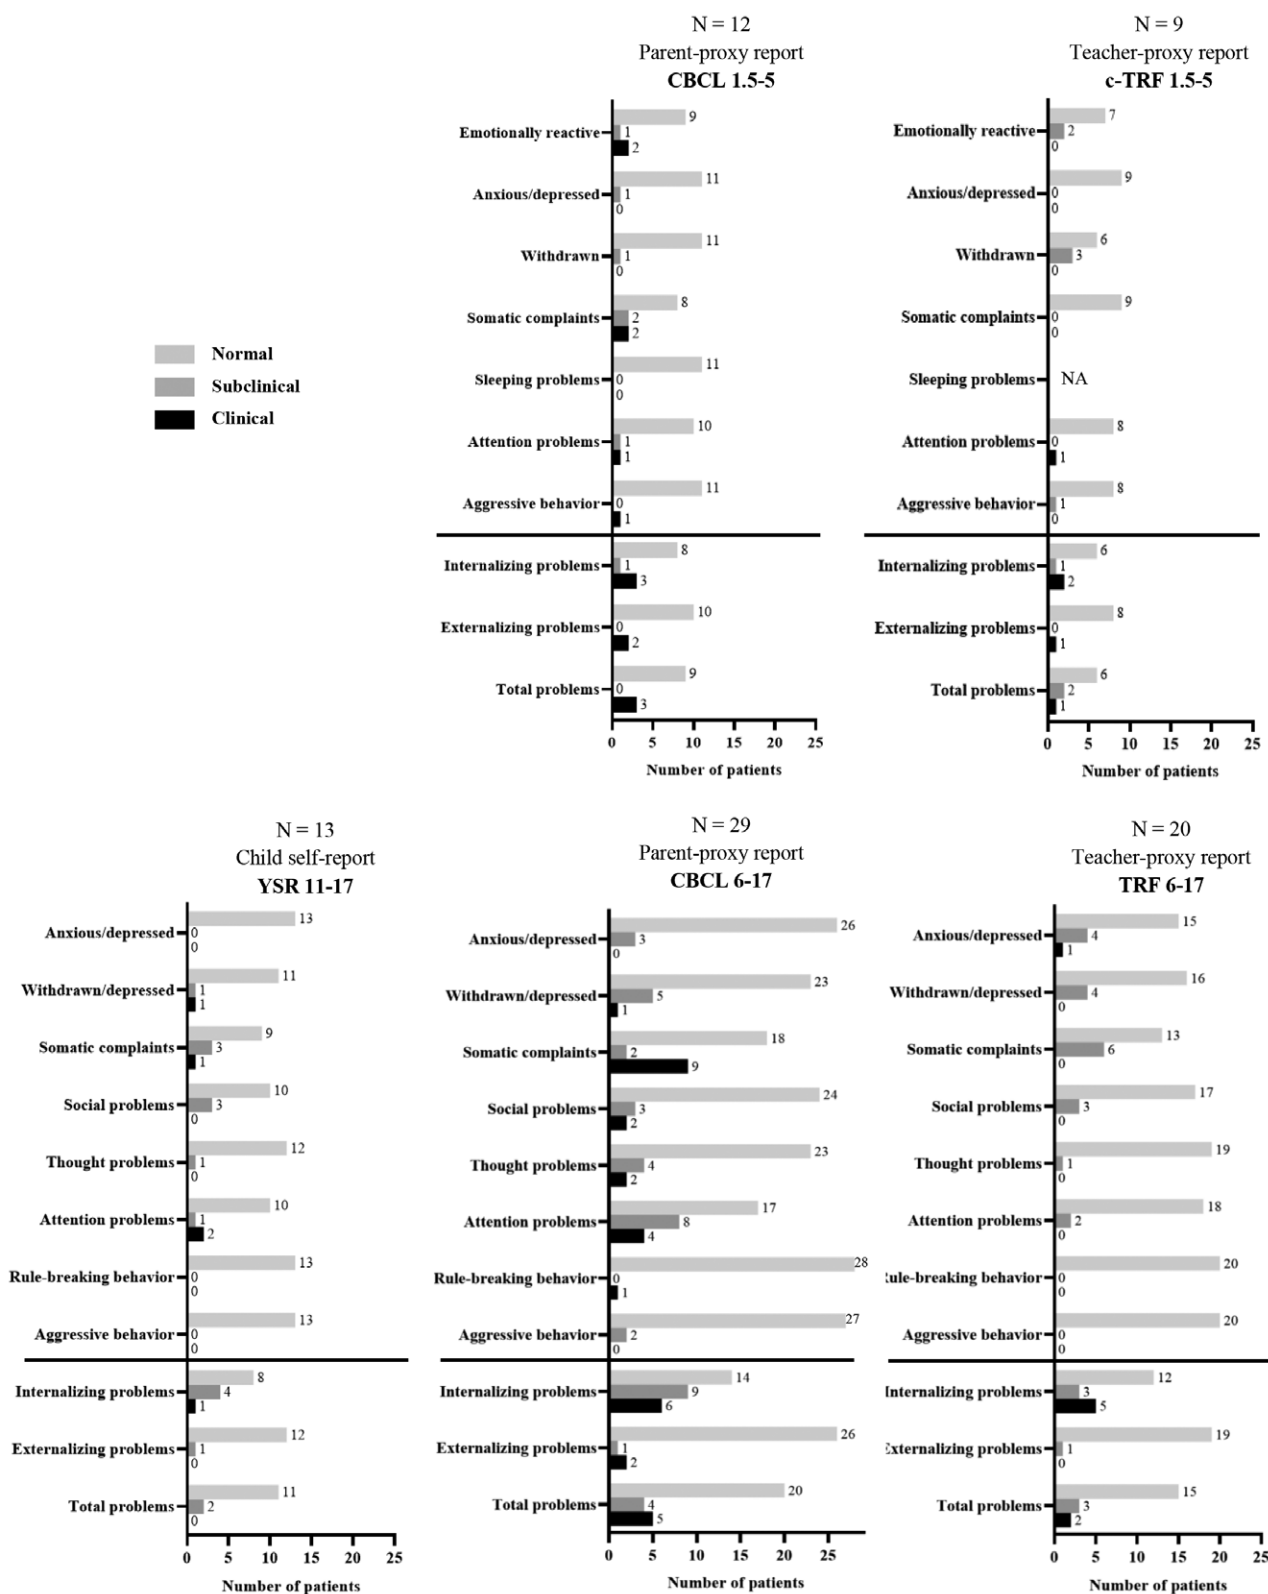 N = 12
Parent-proxy report
CBCL 1.5-5
Emotionally reactive 9
1
2
Anxious/depressed 11
1
0
Withdrawn 11
1
0
Somatic complaints 8
2
2
Sleeping problems 11
0
0
Attention problems 10
1
1
Aggressive behavior 11
0
1
Internalizing problems 8
1
3
Externalizing problems 10
0
2
Total problems 9
0
3
0 5 10 15 20 25
Number of patients
N = 9
Teacher-proxy report
c-TRF 1.5-5
Emotionally reactive 7
2
0
Anxious/depressed 9
0
0
Withdrawn 6
3
0
Somatic complaints 9
0
0
Sleeping problems NA
Attention problems 8
0
1
Aggressive behavior 8
1
0
Internalizing problems 6
1
2
Externalizing problems 8
0
1
Total problems 6
2
1
0 5 10 15 20 25
Number of patients
Normal
Subclinical
Clinical
N = 13
Child self-report
YSR 11-17
Anxious/depressed 13
0
0
Withdrawn/depressed 11
1
1
Somatic complaints 9
3
1
Social problems 10
3
0
Thought problems 12
1
0
Attention problems 10
1
2
Rule-breaking behavior 13
0
0
Aggressive behavior 13
0
0
Internalizing problems 8
4
1
Externalizing problems 12
1
0
Total problems 11
2
0
0 5 10 15 20 25
Number of patients
N = 29
Parent-proxy report
CBCL 6-17
Anxious/depressed 26
3
0
Withdrawn/depressed 23
5
1
Somatic complaints 18
2
9
Social problems 24
3
2
Thought problems 23
4
2
Attention problems 17
8
4
Rule-breaking behavior 28
0
1
Aggressive behavior 27
2
0
Internalizing problems 14
9
6
Externalizing problems 26
1
2
Total problems 20
4
5
0 5 10 15 20 25
Number of patients
N = 20
Teacher-proxy report
TRF 6-17
Anxious/depressed 15
4
1
Withdrawn/depressed 16
4
0
Somatic complaints 13
6
0
Social problems 17
3
0
Thought problems 19
1
0
Attention problems 18
2
0
Rule-breaking behavior 20
0
0
Aggressive behavior 20
0
0
Internalizing problems 12
3
5
Externalizing problems 19
1
0
Total problems 15
3
2
0 5 10 15 20 25
Number of patients